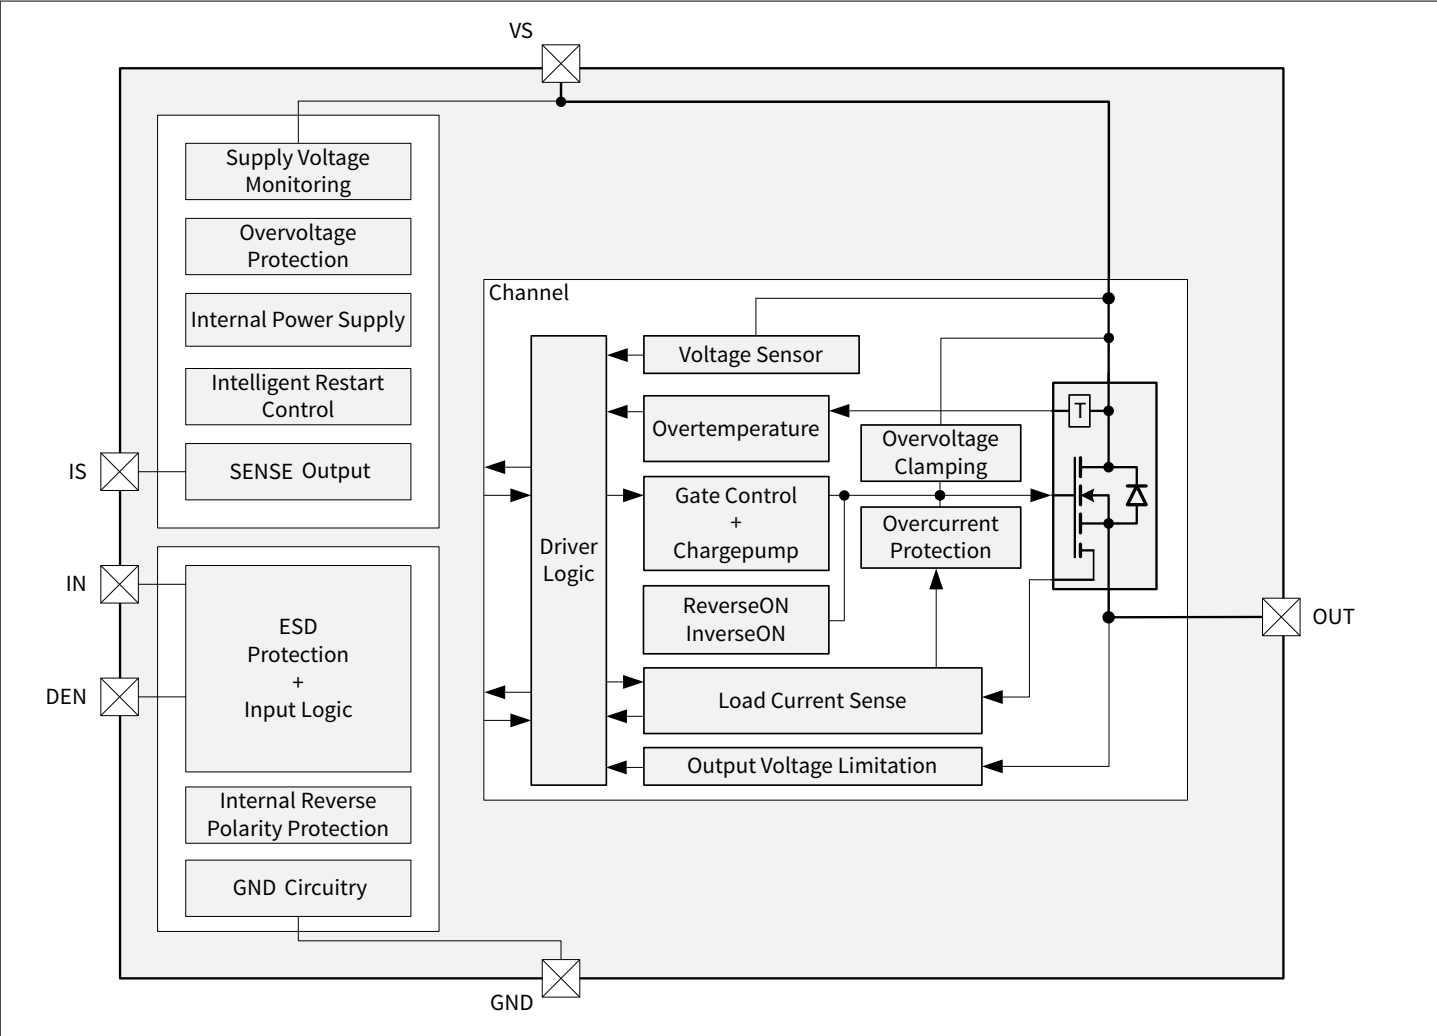 VS
Supply Voltage
Monitoring
Overvoltage
Protection
Internal Power Supply
Intelligent Restart
Control
IS
SENSE Output
IN
DEN
ESD
Protection
+
Input Logic
Internal Reverse
Polarity Protection
GND Circuitry
GND
Channel
Driver
Logic
Voltage Sensor
Overtemperature
Gate Control
+
Chargepump
ReverseON
InverseON
Load Current Sense
Output Voltage Limitation
Overvoltage
Clamping
Overcurrent
Protection
T
OUT